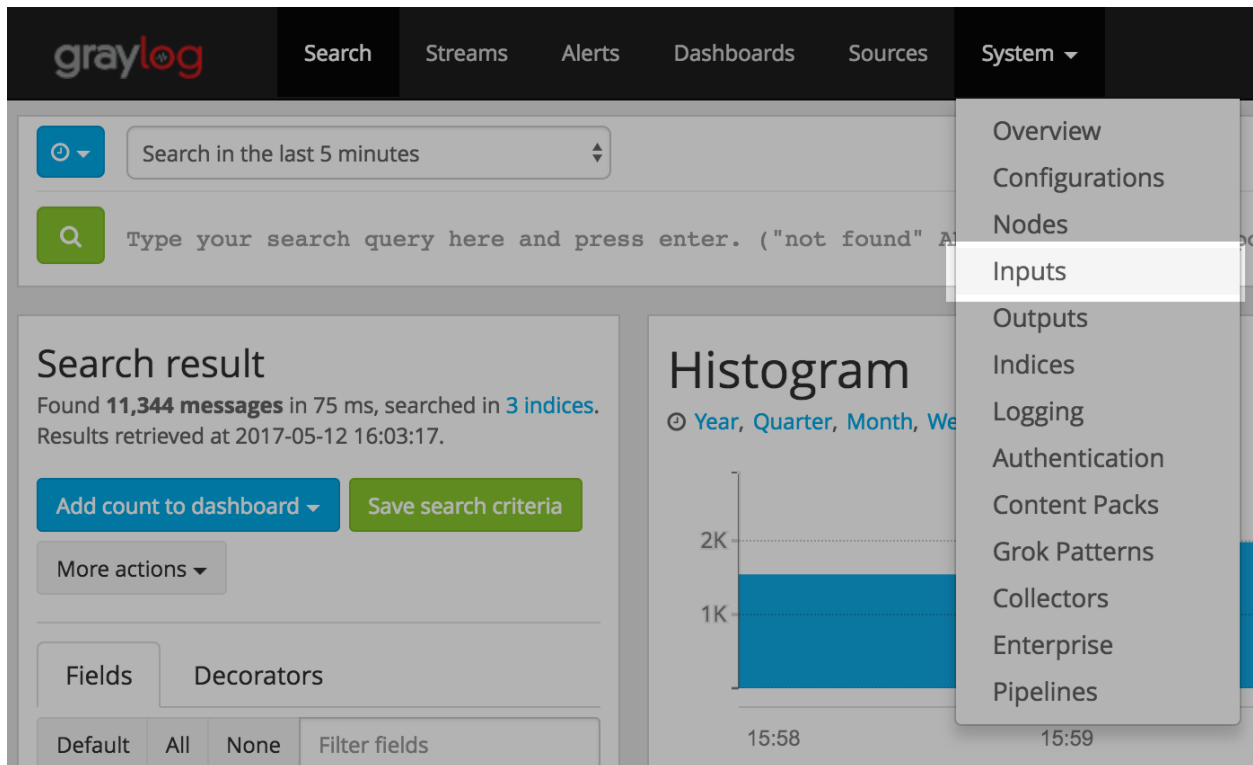 graylog
Search
Streams
Alerts
Dashboards
Sources
System
Overview
Configurations
Nodes
Inputs
Outputs
Indices
Logging
Authentication
Content Packs
Grok Patterns
Collectors
Enterprise
Pipelines
Search in the last 5 minutes
Type your search query here and press enter. ("not found"
Search result
Found 11,344 messages in 75 ms, searched in 3 indices.
Results retrieved at 2017-05-12 16:03:17.
Add count to dashboard
Save search criteria
More actions
Fields
Decorators
Default
All
None
Filter fields
Histogram
Year, Quarter, Month,
2K
1K
15:58
15:59